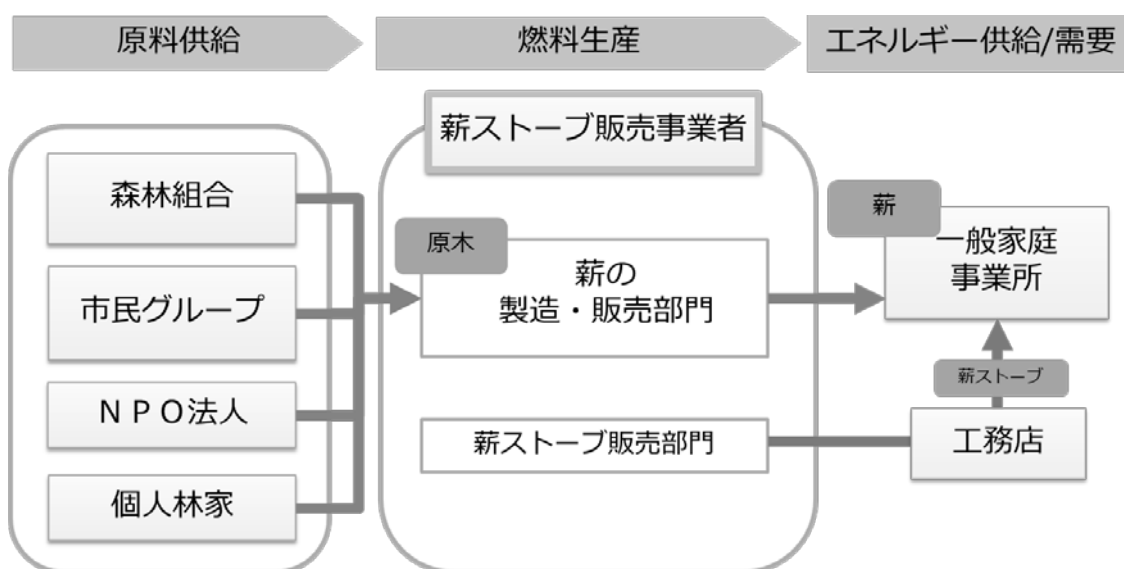 原料供給
燃料生産
エネルギー供給/需要
森林組合
市民グループ
ＮＰＯ法人
個人林家
薪ストーブ販売事業者
原木
薪の
製造・販売部門
薪ストーブ販売部門
薪
一般家庭
事業所
薪ストーブ
工務店